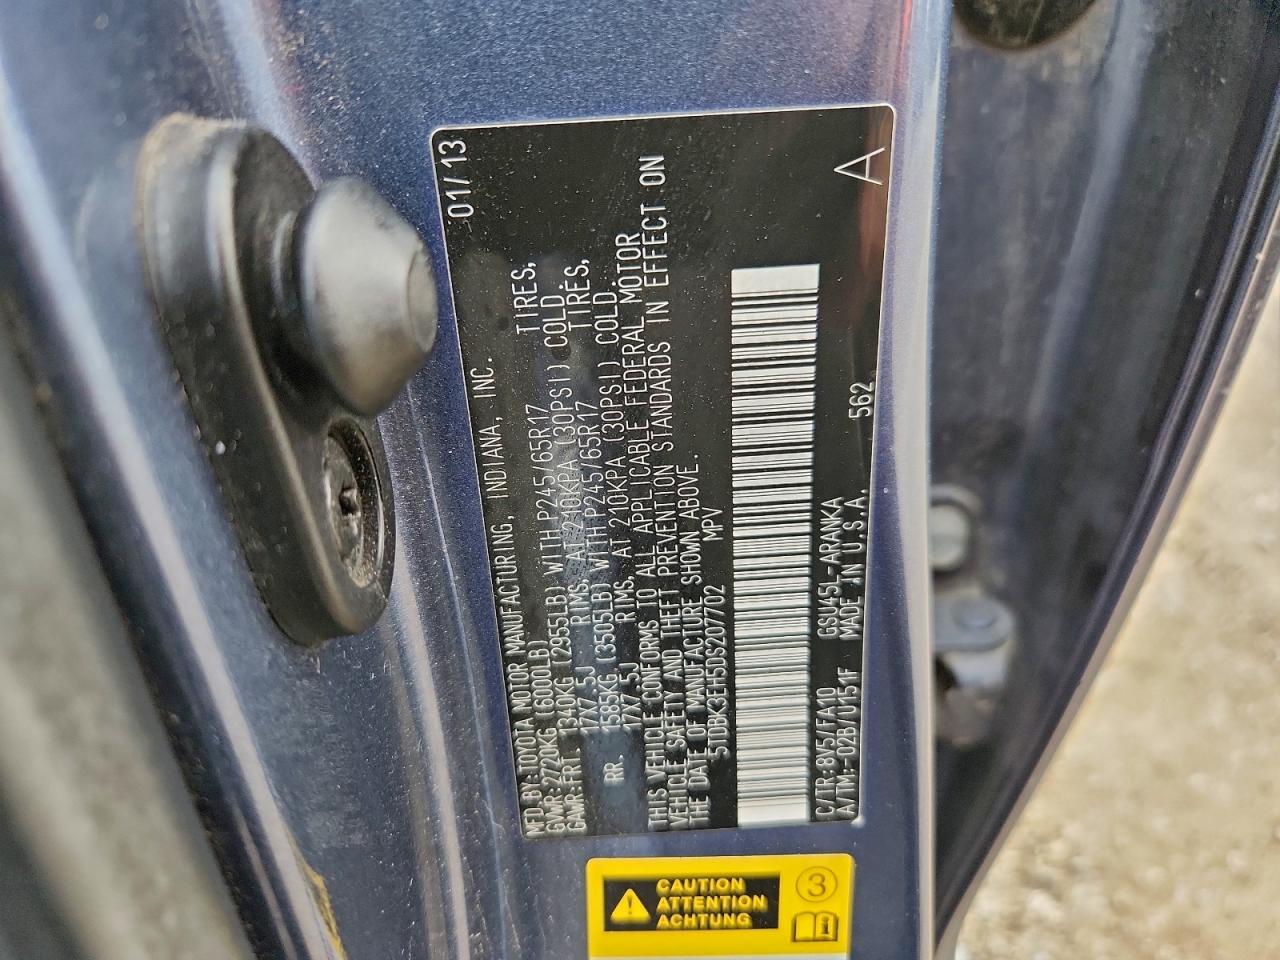 MFD.BY: TOYOTA MOTOR MANUFACTURING, INDIANA, INC. 01/13
GVWR:2720KG (6000LB)
GAWR:FRT 1340KG (2955LB) WITH P245/65R17 TIRES,
17X7.5J RIMS, AT 210KPA (30PSI) COLD
RR. 1585KG (3505LB) WITH P245/65R17 TIRES,
17X7.5J RIMS, AT 210KPA (30PSI) COLD.
THIS VEHICLE CONFORMS TO ALL APPLICABLE FEDERAL MOTOR
VEHICLE SAFETY AND THEFT PREVENTION STANDARDS IN EFFECT ON
THE DATE OF MANUFACTURE SHOWN ABOVE.
5TDBK3EH5DS207702 MPV
C/TR:8V5/FA10 GSU45L-ARANKA
A/TM:-02B/U151F MADE IN U.S.A. 562
A
CAUTION
ATTENTION
ACHTUNG
3